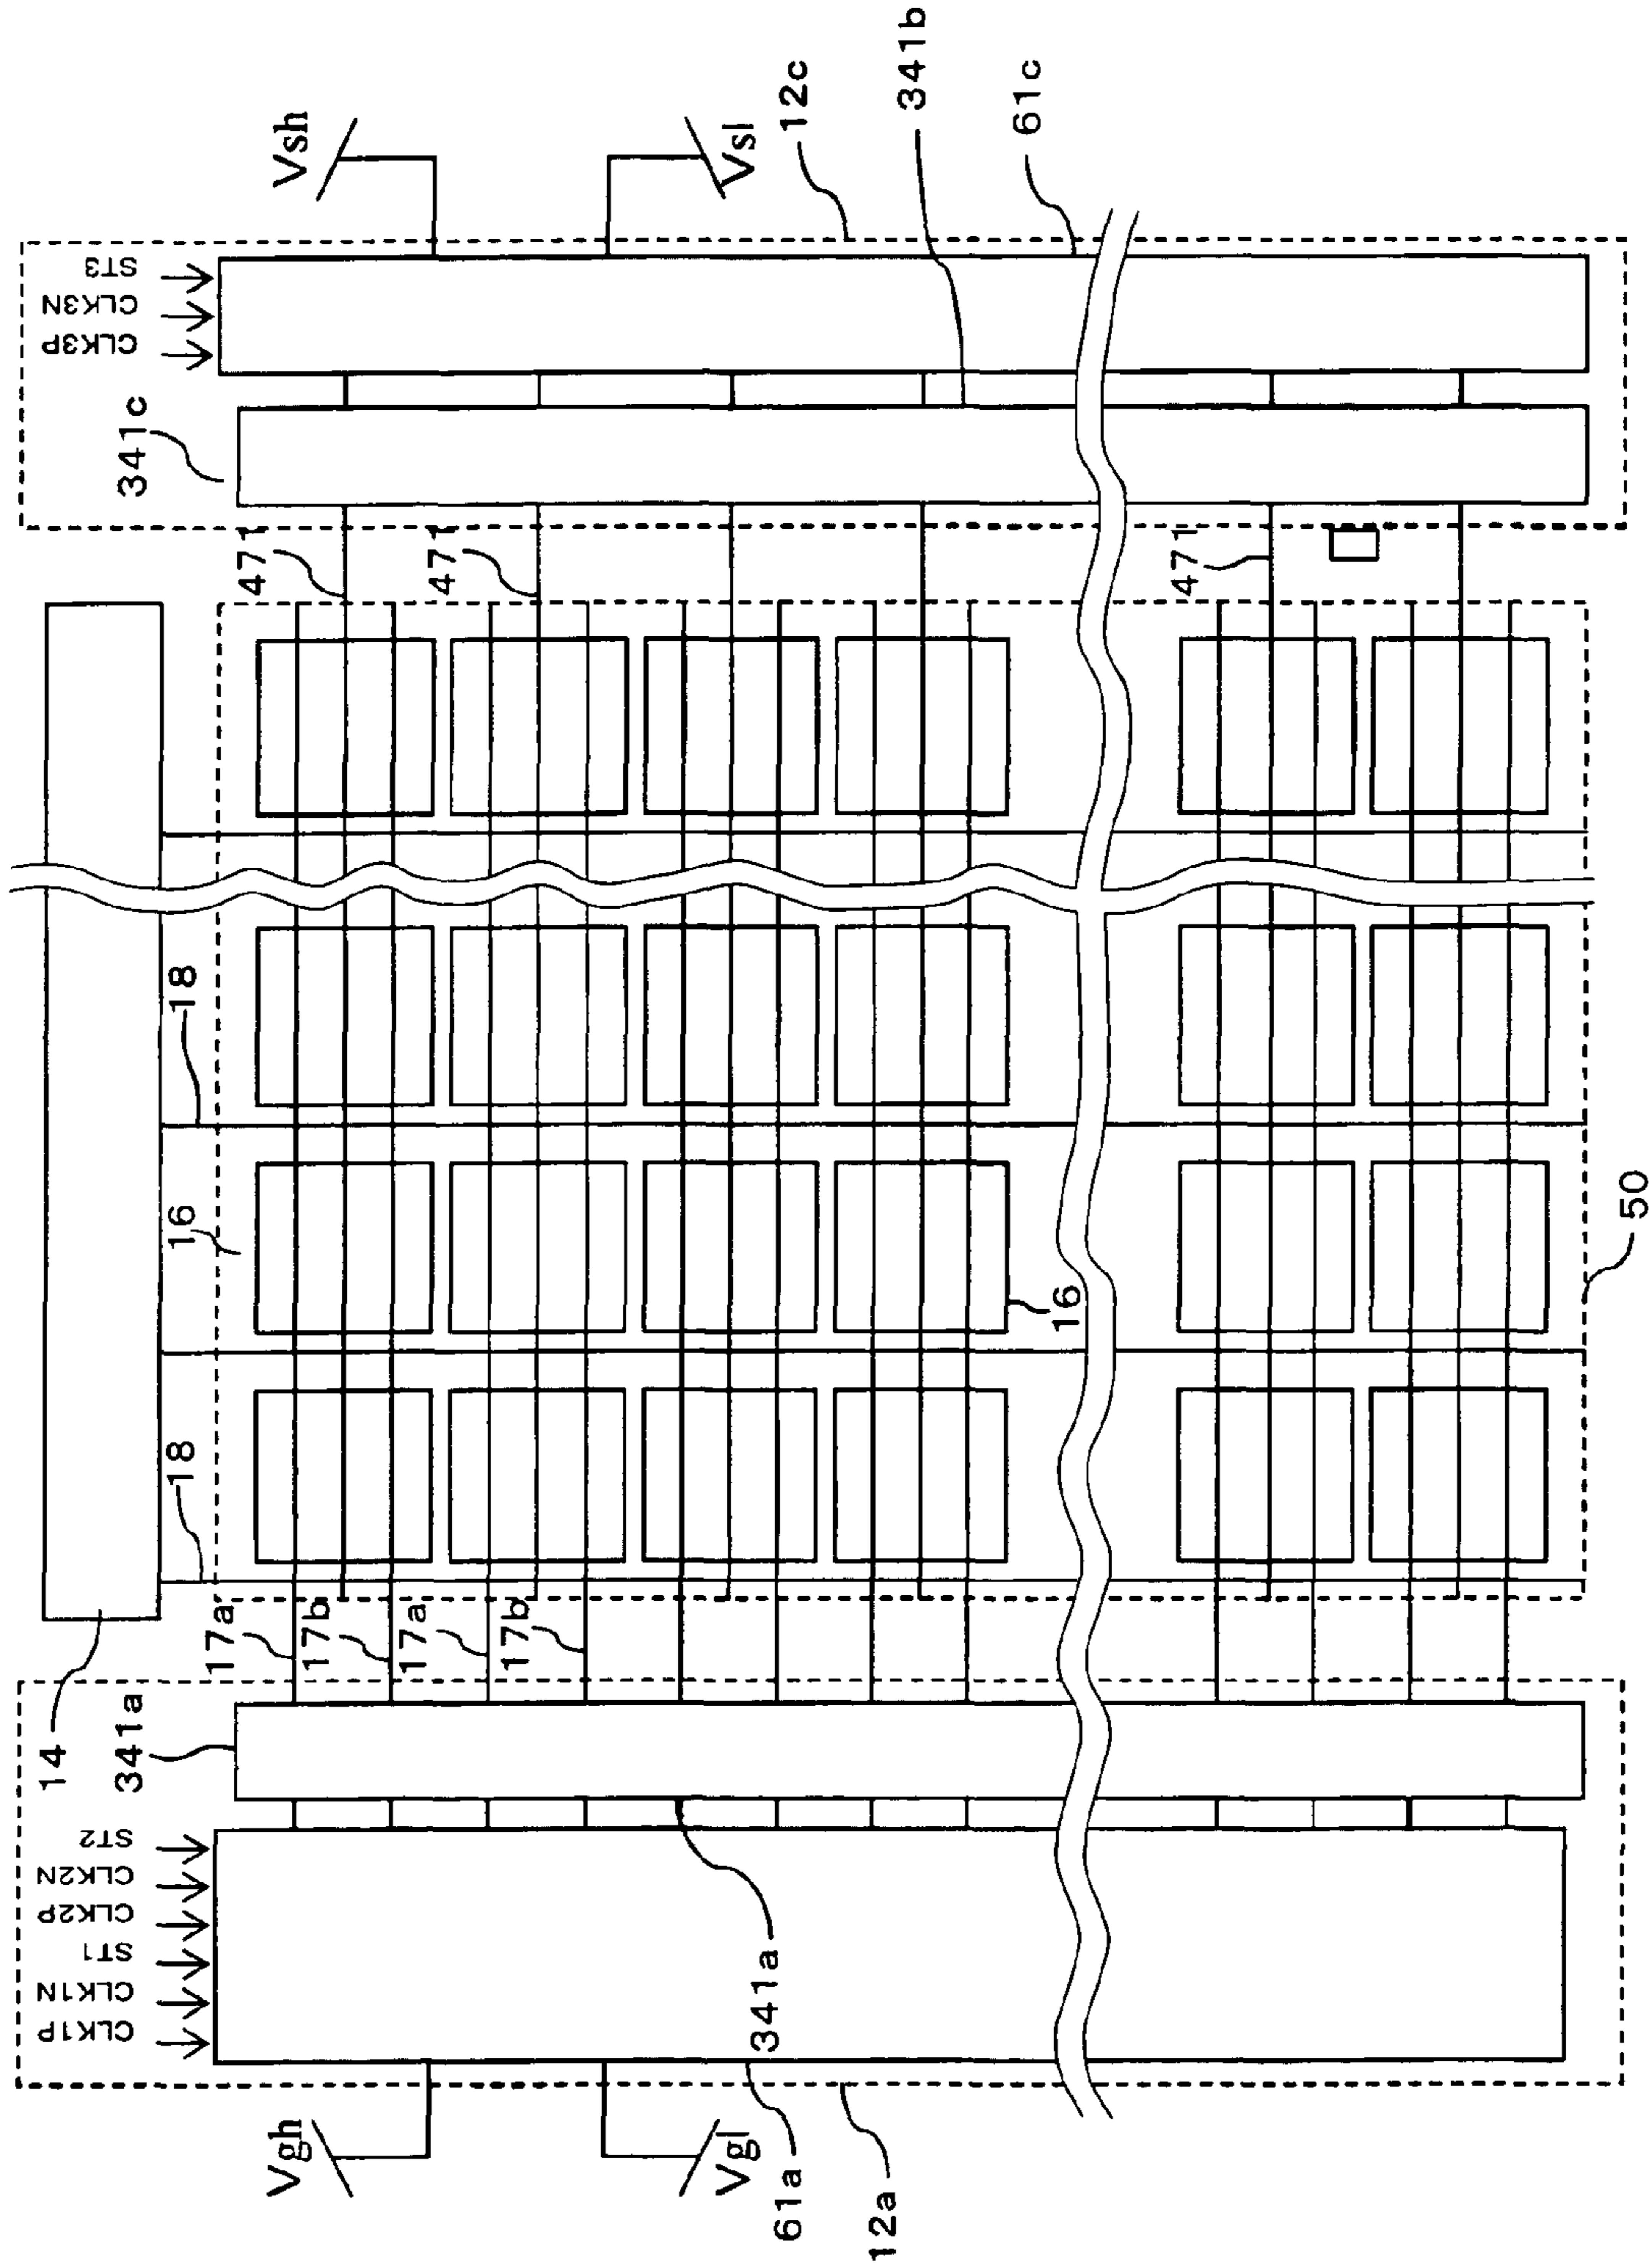 Vsh
Vsl
12c
341b
61c
ST3
CLK3N
CLK3P
341c
471
471
471
18
16
16
18
50
17a
17b
17a
17b
14
341a
ST2
CLK2N
CLK2P
ST1
CLK1N
CLK1P
341a
Vgh
Vgl
61a
12a